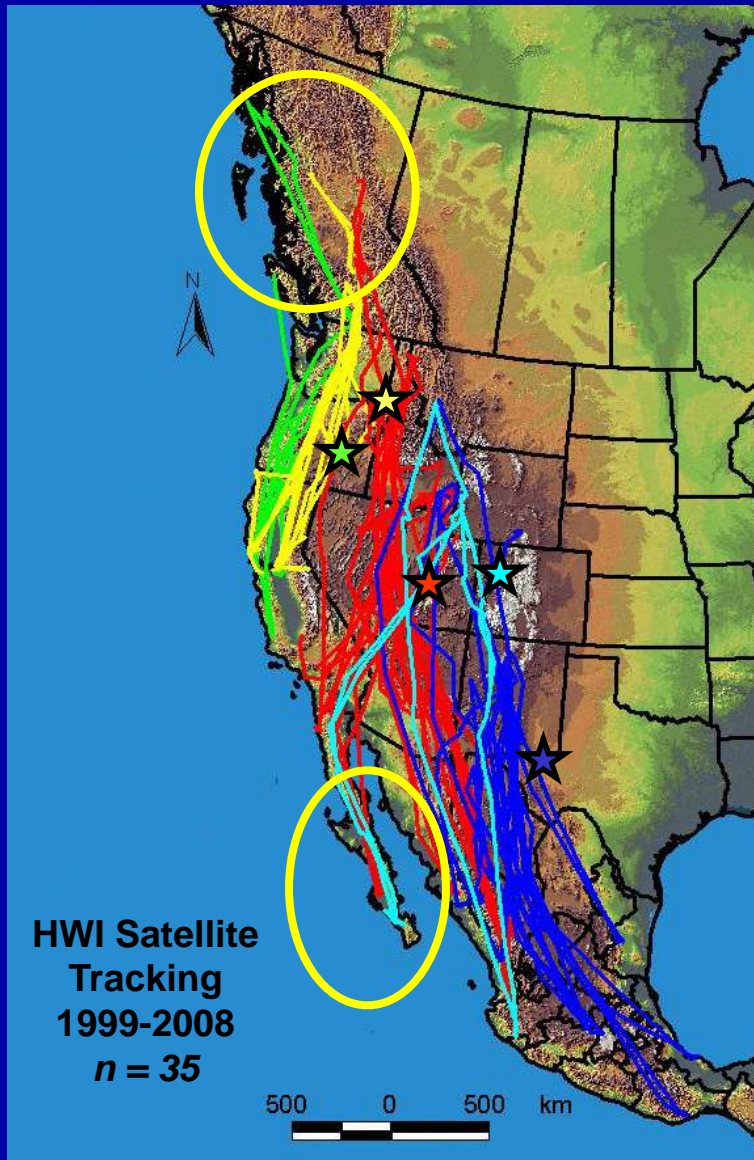 N
HWI Satellite
Tracking
1999-2008
n = 35
500 0 500 km